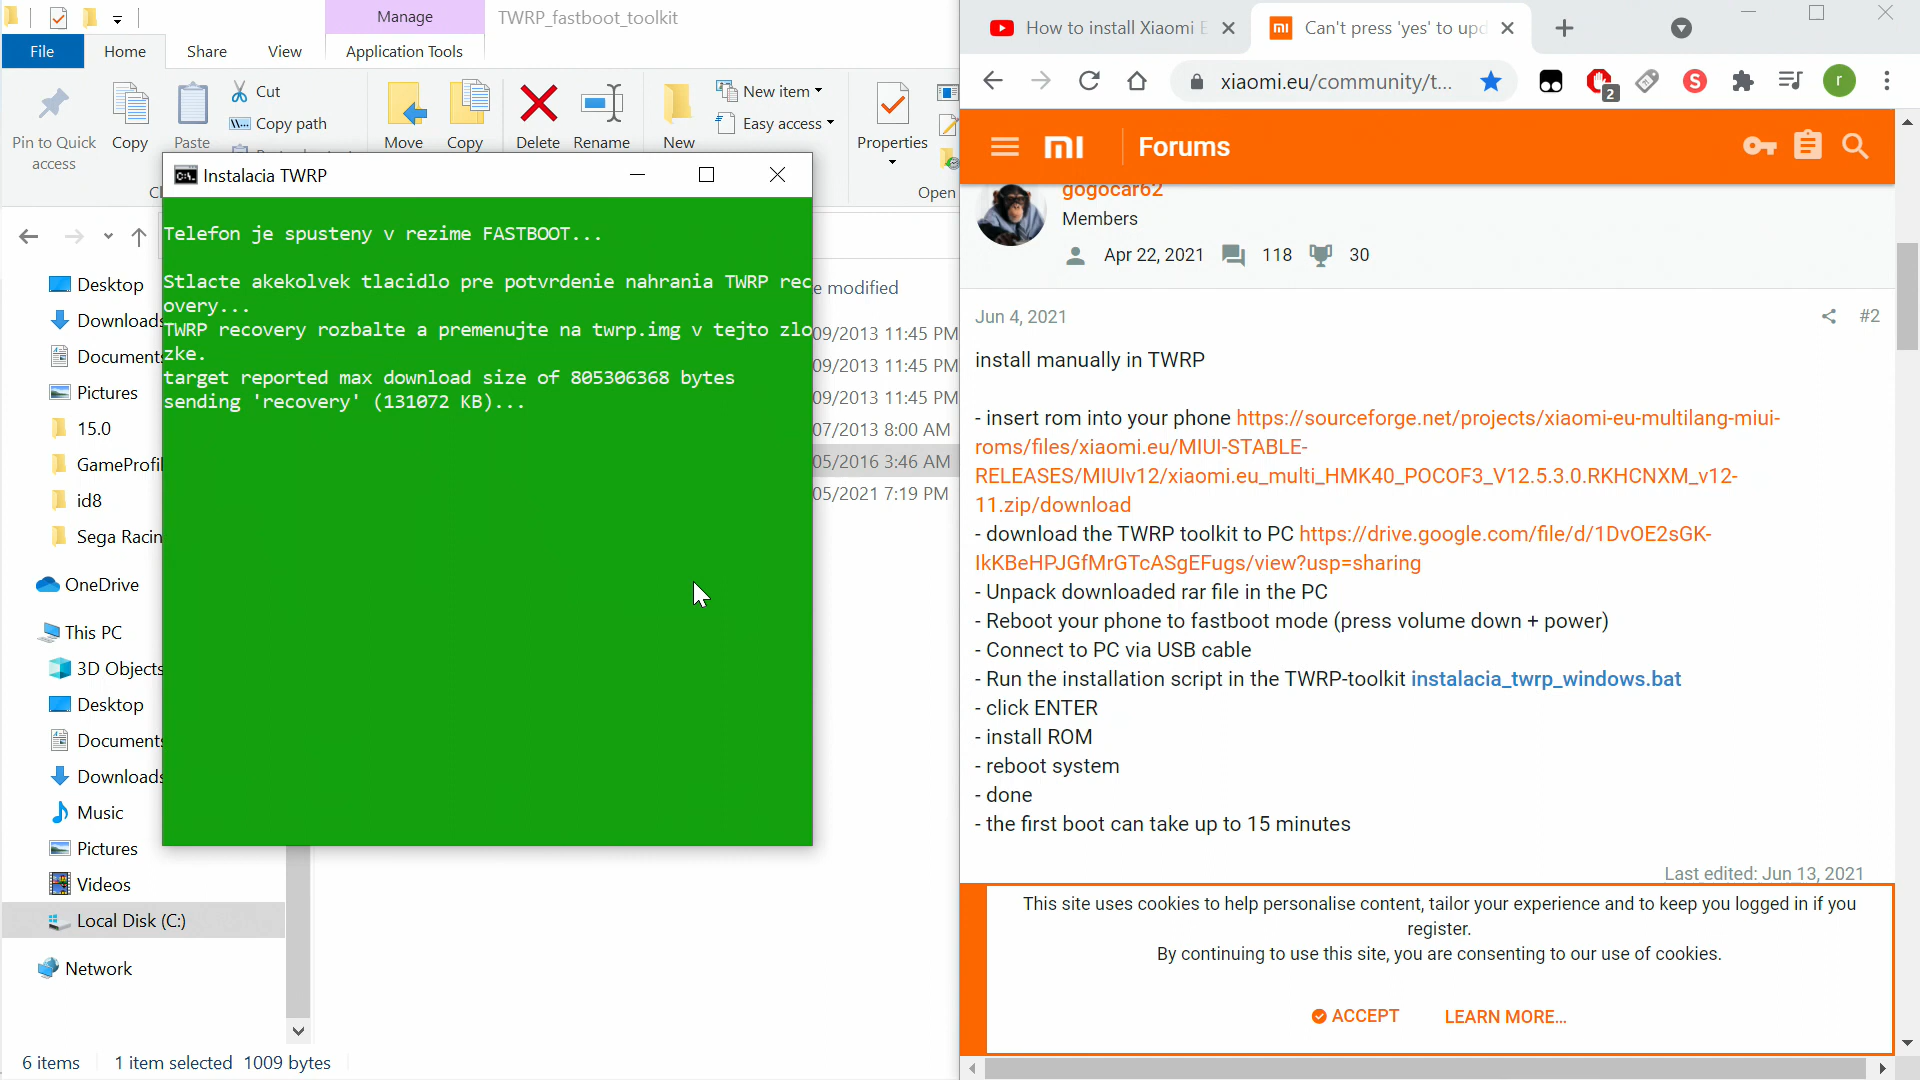 Manage
TWRP_fastboot_toolkit
File
Home
Share
View
Application Tools
Pin to Quick access
Copy
Paste
Cut
Copy path
Move
Copy
Delete
Rename
New
New item
Easy access
Properties
Open
Instalacia TWRP
Telefon je spusteny v rezime FASTBOOT...
Stlacte akekolvek tlacidlo pre potvrdenie nahrania TWRP rec
overy...
TWRP recovery rozbalte a premenujte na twrp.img v tejto zlo
zke.
target reported max download size of 805306368 bytes
sending 'recovery' (131072 KB)...
e modified
09/2013 11:45 PM
09/2013 11:45 PM
09/2013 11:45 PM
07/2013 8:00 AM
05/2016 3:46 AM
05/2021 7:19 PM
Desktop
Downloads
Documents
Pictures
15.0
GameProfil
id8
Sega Racin
OneDrive
This PC
3D Objects
Desktop
Documents
Downloads
Music
Pictures
Videos
Local Disk (C:)
Network
6 items
1 item selected 1009 bytes
How to install Xiaomi E
Can't press 'yes' to upd
xiaomi.eu/community/t...
2
S
r
Forums
gogocar62
Members
Apr 22, 2021
118
30
Jun 4, 2021
#2
install manually in TWRP
- insert rom into your phone https://sourceforge.net/projects/xiaomi-eu-multilang-miui-
roms/files/xiaomi.eu/MIUI-STABLE-
RELEASES/MIUIv12/xiaomi.eu_multi_HMK40_POCOF3_V12.5.3.0.RKHCNXM_v12-
11.zip/download
- download the TWRP toolkit to PC https://drive.google.com/file/d/1DvOE2sGK-
IkKBeHPJGfMrGTcASgEFugs/view?usp=sharing
- Unpack downloaded rar file in the PC
- Reboot your phone to fastboot mode (press volume down + power)
- Connect to PC via USB cable
- Run the installation script in the TWRP-toolkit instalacia_twrp_windows.bat
- click ENTER
- install ROM
- reboot system
- done
- the first boot can take up to 15 minutes
Last edited: Jun 13, 2021
This site uses cookies to help personalise content, tailor your experience and to keep you logged in if you
register.
By continuing to use this site, you are consenting to our use of cookies.
ACCEPT
LEARN MORE...